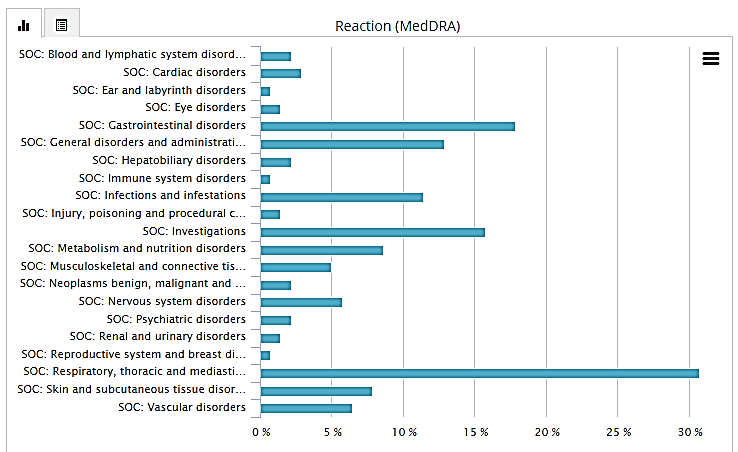 Reaction (MedDRA)
SOC: Blood and lymphatic system disord...
SOC: Cardiac disorders
SOC: Ear and labyrinth disorders
SOC: Eye disorders
SOC: Gastrointestinal disorders
SOC: General disorders and administrati...
SOC: Hepatobiliary disorders
SOC: Immune system disorders
SOC: Infections and infestations
SOC: Injury, poisoning and procedural c...
SOC: Investigations
SOC: Metabolism and nutrition disorders
SOC: Musculoskeletal and connective tis...
SOC: Neoplasms benign, malignant and ...
SOC: Nervous system disorders
SOC: Psychiatric disorders
SOC: Renal and urinary disorders
SOC: Reproductive system and breast di...
SOC: Respiratory, thoracic and mediasti...
SOC: Skin and subcutaneous tissue disor...
SOC: Vascular disorders
0 % 5 % 10 % 15 % 20 % 25 % 30 %